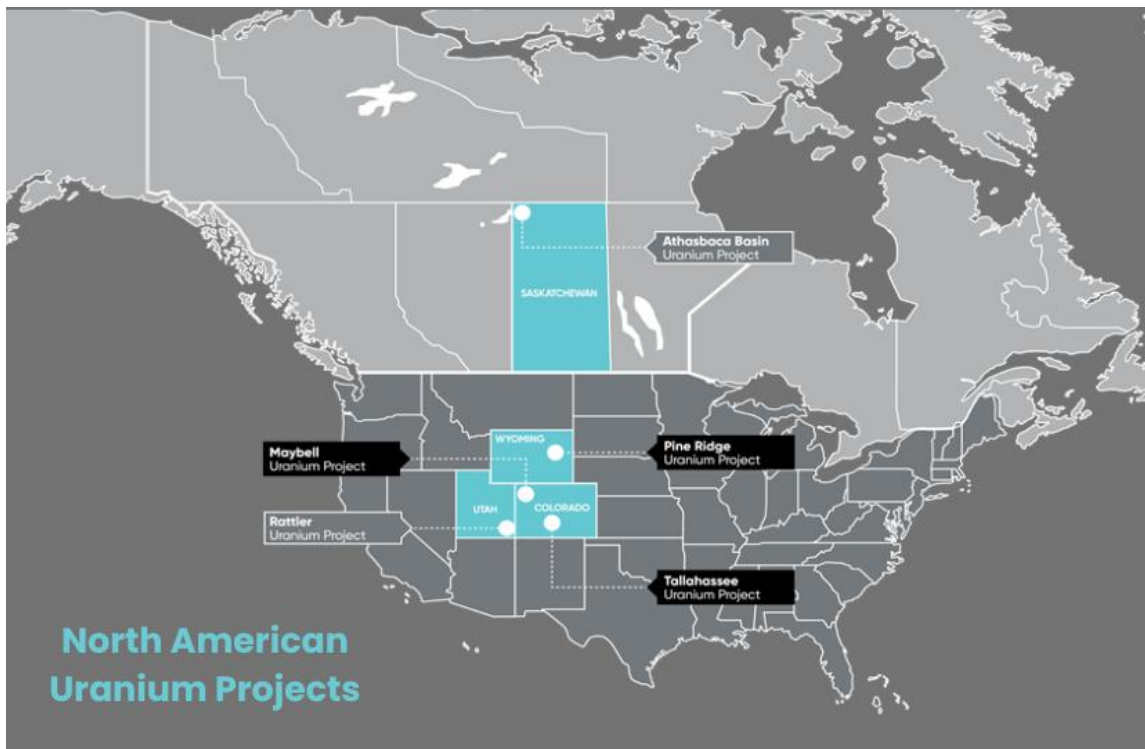 Athasbaca Basin
Uranium Project
SASKATCHEWAN
WYOMING
Maybell
Uranium Project
Pine Ridge
Uranium Project
UTAH
COLORADO
Rattler
Uranium Project
Tallahassee
Uranium Project
North American
Uranium Projects